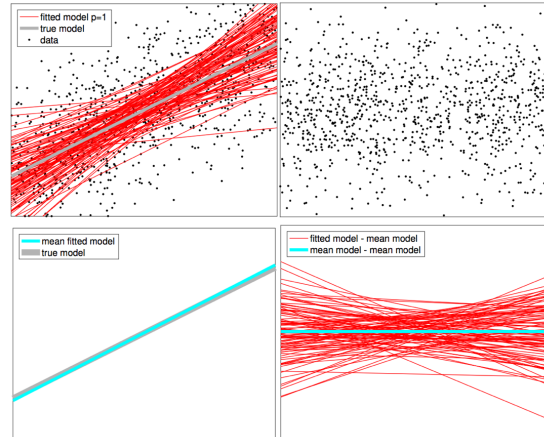 fitted model p=1
true model
data
mean fitted model
true model
fitted model - mean model
mean model - mean model